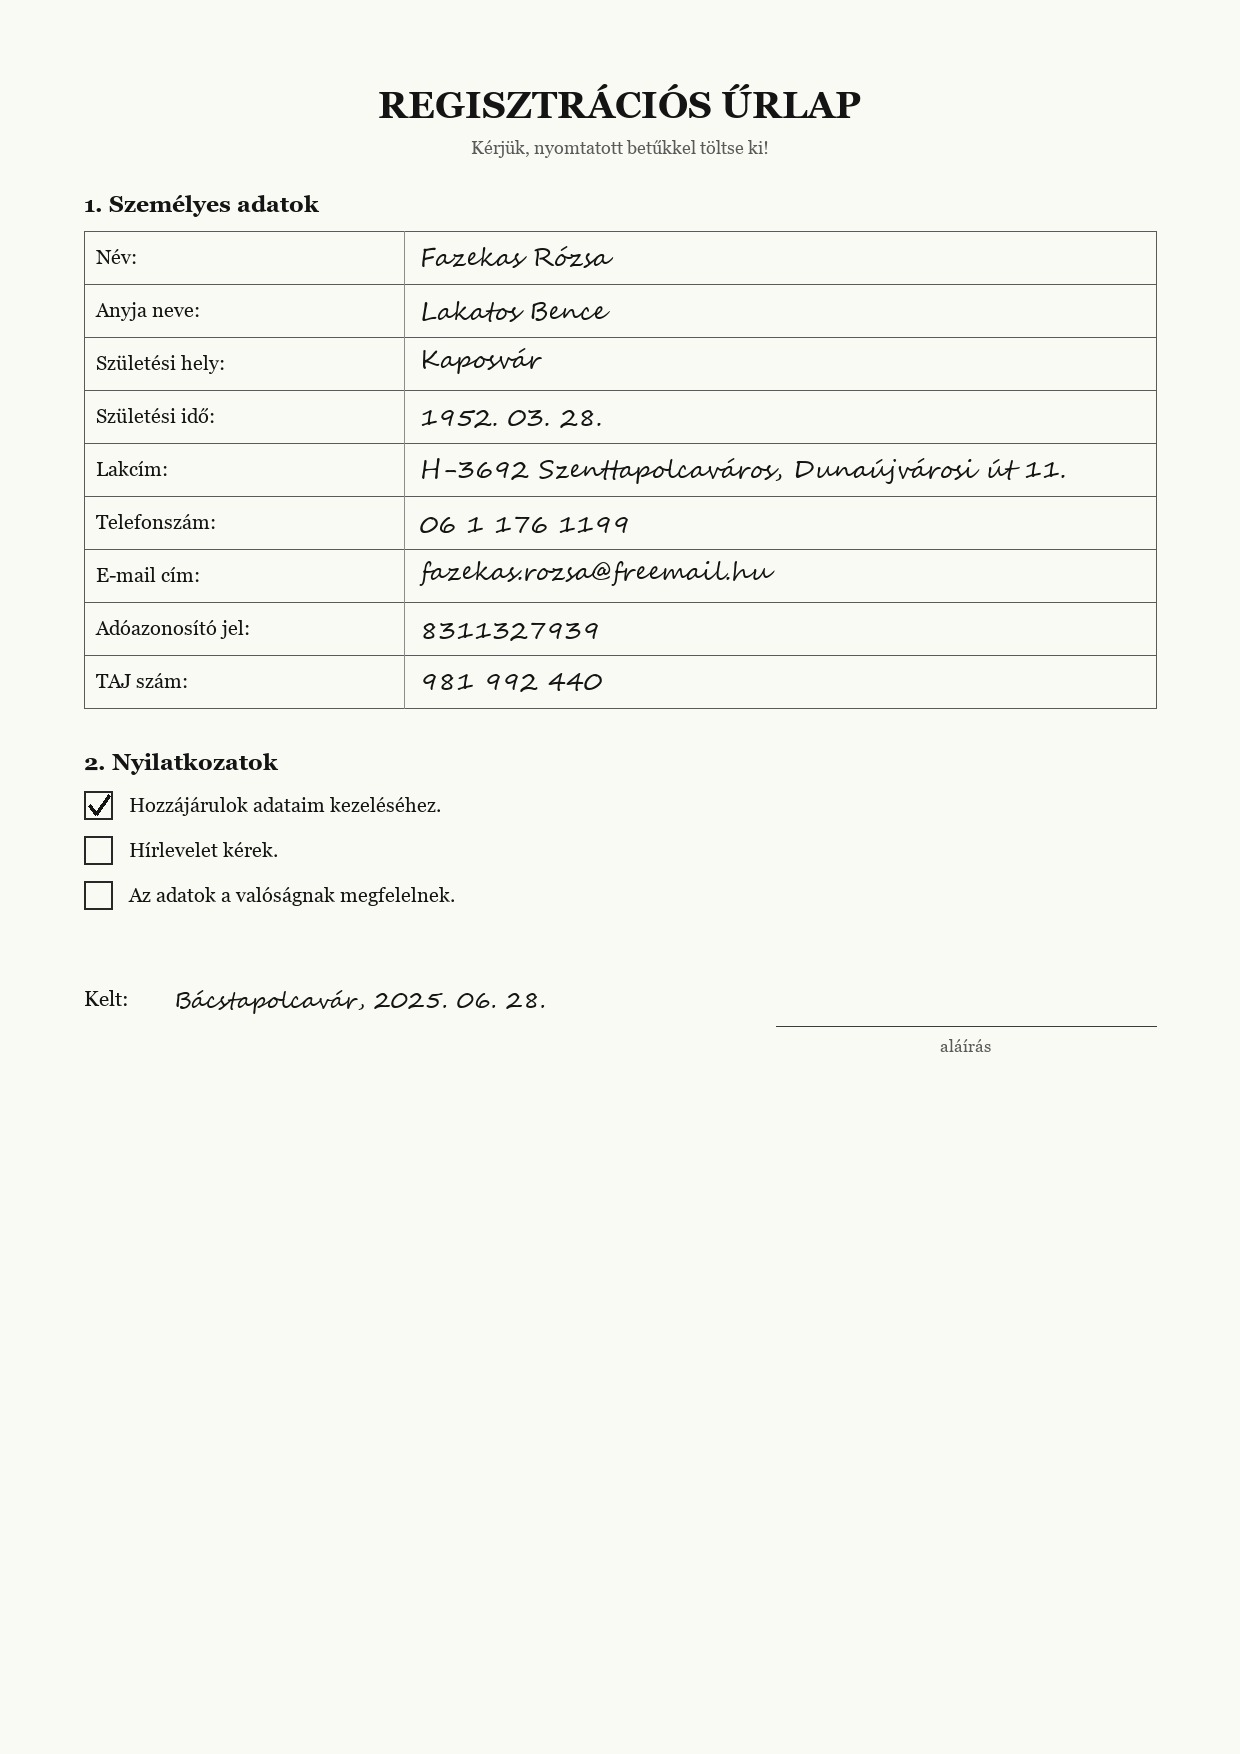 REGISZTRÁCIÓS ŰRLAP
Kérjük, nyomtatott betűkkel töltse ki!
1. Személyes adatok
Név: Fazekas Rózsa
Anyja neve: Lakatos Bence
Születési hely: Kaposvár
Születési idő: 1952. 03. 28.
Lakcím: H-3692 Szenttapolcaváros, Dunaújvárosi út 11.
Telefonszám: 06 1 176 1199
E-mail cím: fazekas.rozsa@freemail.hu
Adóazonosító jel: 8311327939
TAJ szám: 981 992 440
2. Nyilatkozatok
Hozzájárulok adataim kezeléséhez.
Hírlevelet kérek.
Az adatok a valóságnak megfelelnek.
Kelt: Bácstapolcavár, 2025. 06. 28.
aláírás